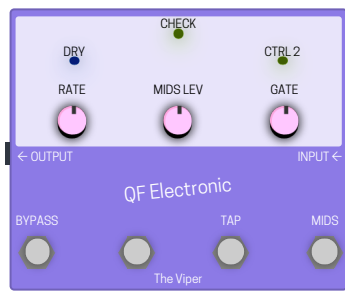 CHECK
DRY
CTRL 2
RATE
MIDS LEV
GATE
← OUTPUT
INPUT ←
QF Electronic
BYPASS
TAP
MIDS
The Viper